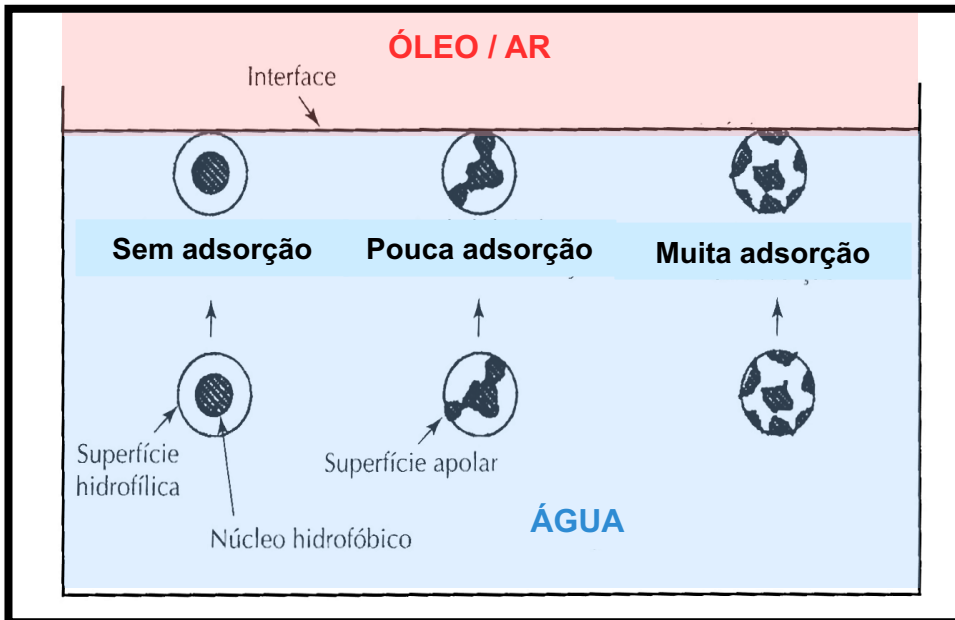 ÓLEO / AR
Interface
Sem adsorção
Pouca adsorção
Muita adsorção
Superfície
hidrofílica
Superfície apolar
Núcleo hidrofóbico
ÁGUA